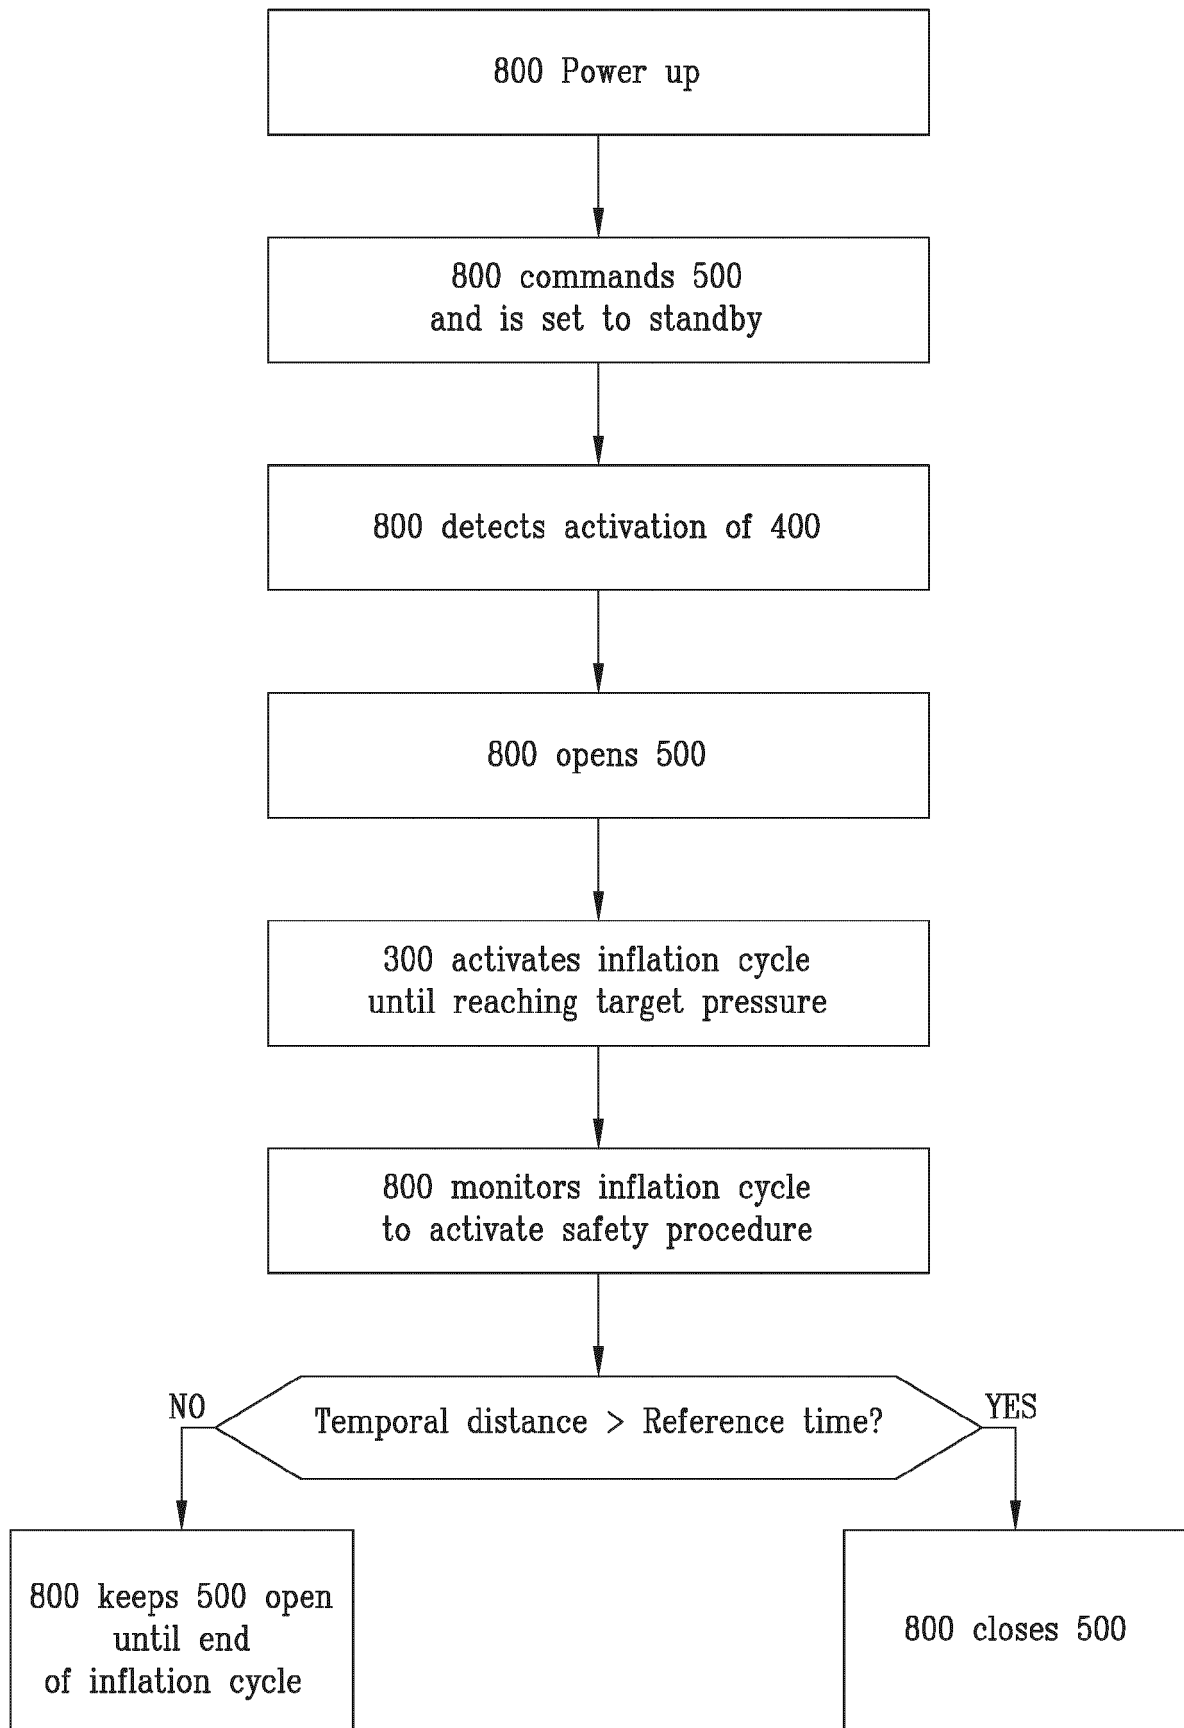 800 Power up
800 commands 500
and is set to standby
800 detects activation of 400
800 opens 500
300 activates inflation cycle
until reaching target pressure
800 monitors inflation cycle
to activate safety procedure
NO
Temporal distance > Reference time?
YES
800 keeps 500 open
until end
of inflation cycle
800 closes 500